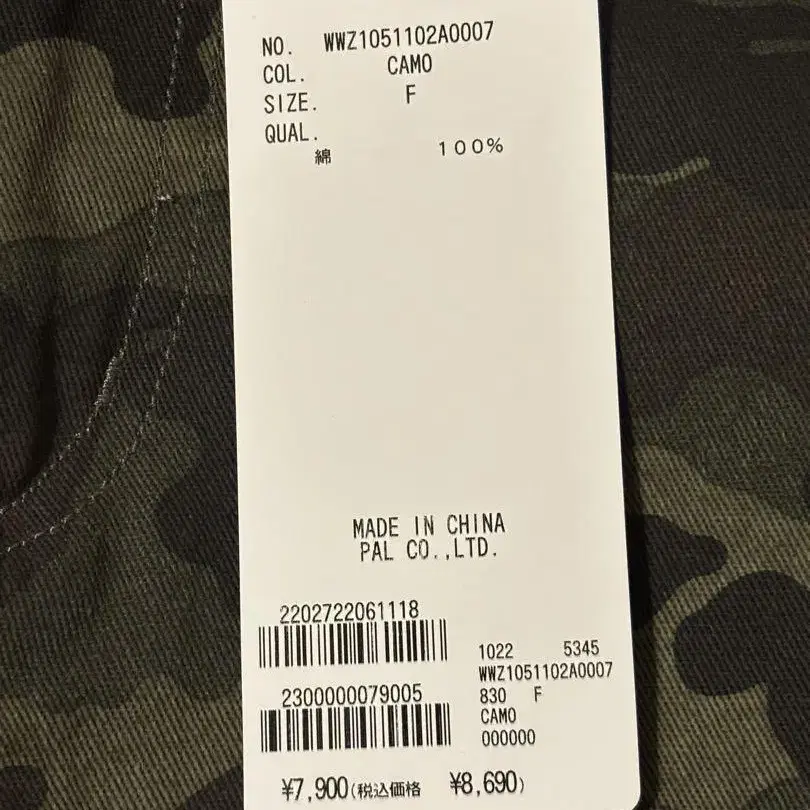 NO. WWZ1051102A0007
COL. CAMO
SIZE. F
QUAL.
綿 100%
MADE IN CHINA
PAL CO.,LTD.
2202722061118
2300000079005
1022 5345
WWZ1051102A0007
830 F
CAMO
000000
¥7,900(税込価格 ¥8,690)